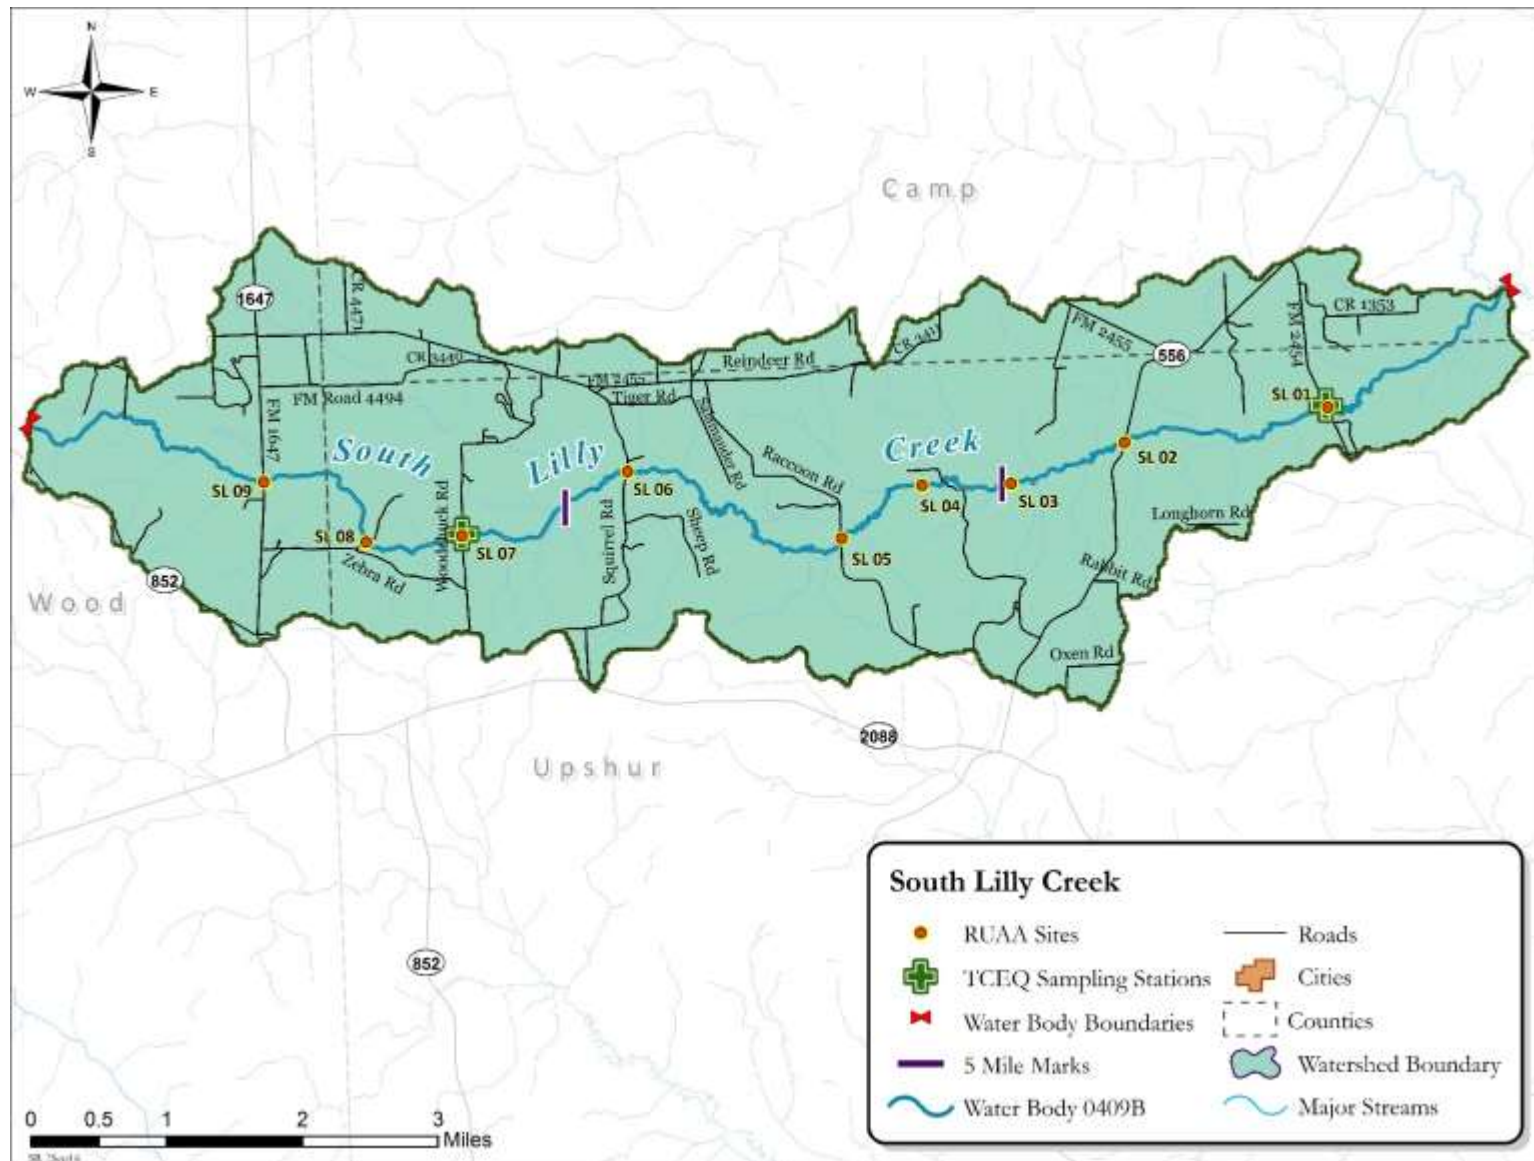 N
W E
S
Camp
1647
CR 4471
CR 3440
FM 2455
556
FM 2454
CR 1353
Reindeer Rd
CR 341
FM Road 4494
FM 2455
Tiger Rd
FM 1647
Salamander Rd
Raccoon Rd
South Lilly Creek
SL 01
SL 02
SL 03
SL 04
SL 05
SL 06
SL 07
SL 08
SL 09
Woodchuck Rd
Squirrel Rd
Sheep Rd
Zebra Rd
Longhorn Rd
Rabbit Rd
Oxen Rd
852
Wood
2088
Upshur
852
South Lilly Creek
RUAA Sites
TCEQ Sampling Stations
Water Body Boundaries
5 Mile Marks
Water Body 0409B
Roads
Cities
Counties
Watershed Boundary
Major Streams
0 0.5 1 2 3
Miles